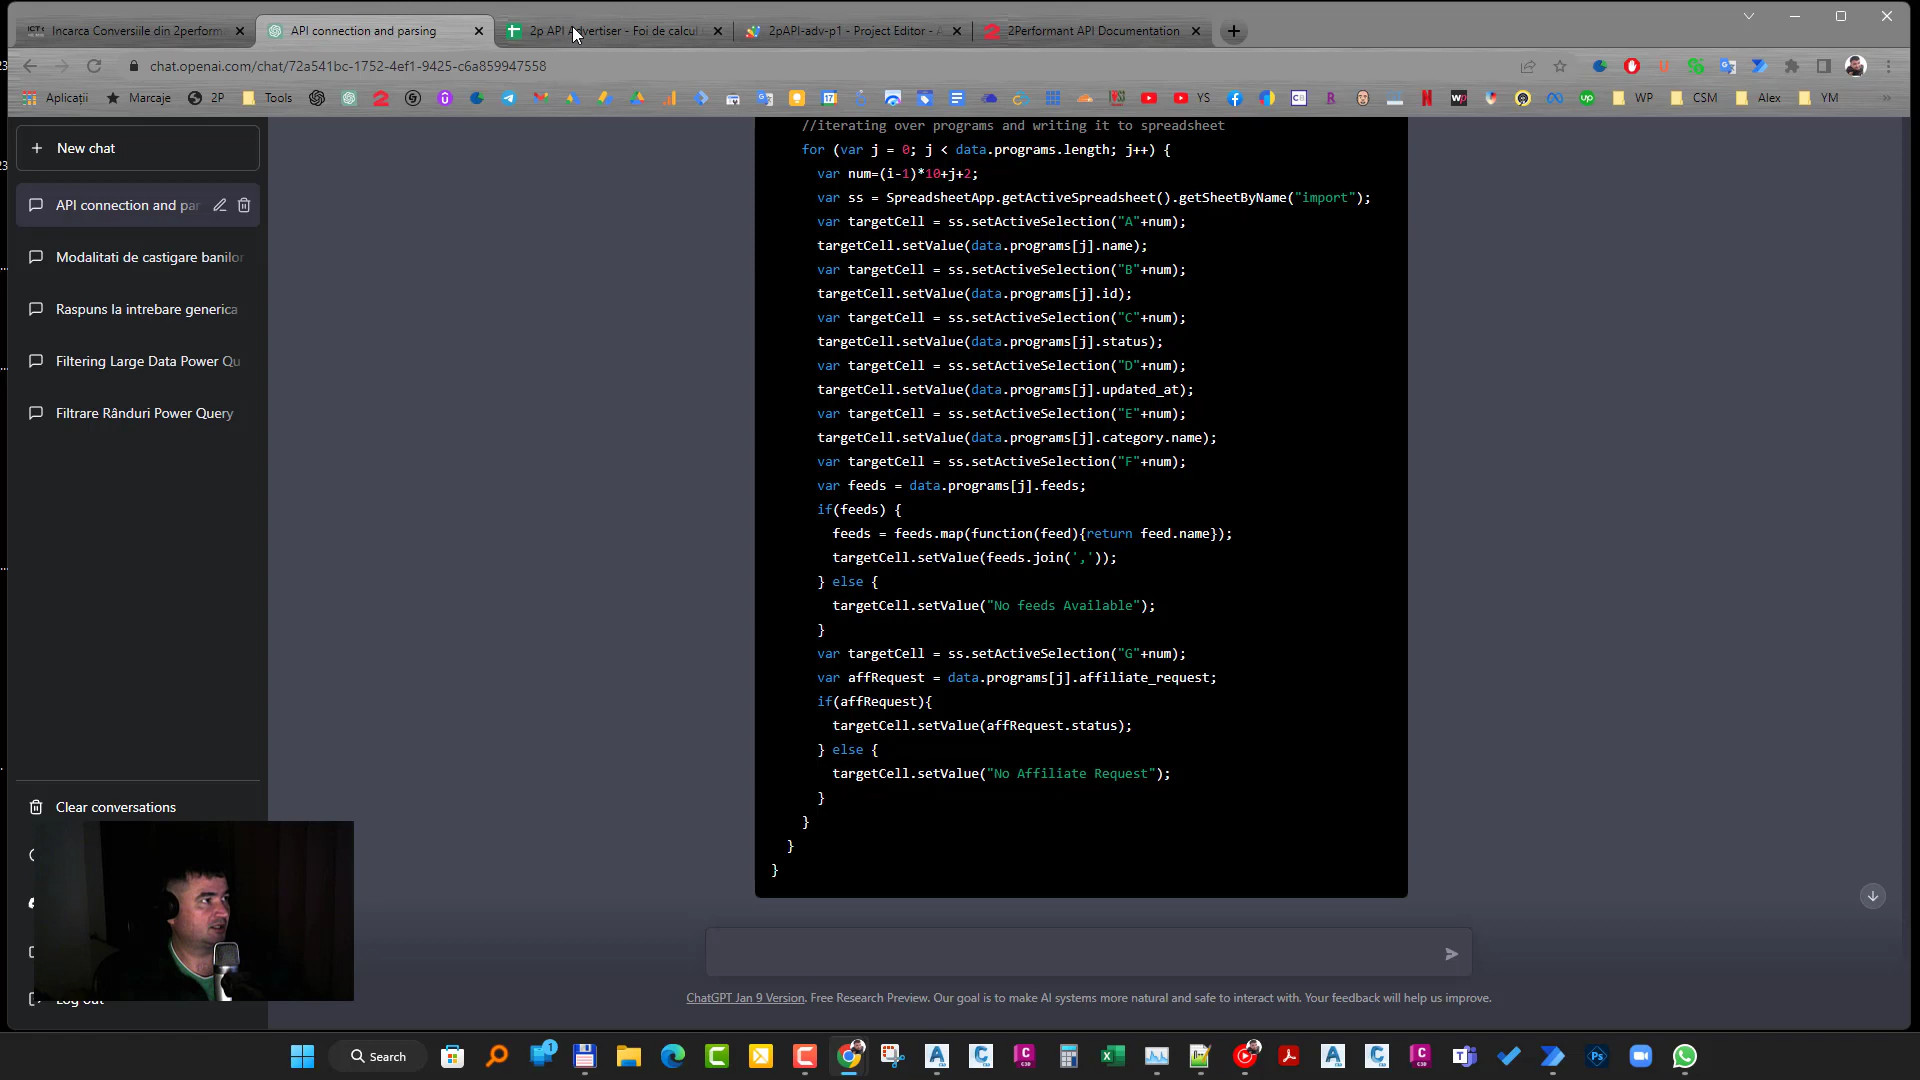 Incarca Conversiile din 2perform
API connection and parsing
2p API Advertiser - Foi de calcul
2pAPI-adv-p1 - Project Editor - A
2Performant API Documentation
chat.openai.com/chat/72a541bc-1752-4ef1-9425-c6a859947558
Aplicații
Marcaje
2P
Tools
YS
WP
CSM
Alex
YM
New chat
API connection and par
Modalitati de castigare banilor
Raspuns la intrebare generica
Filtering Large Data Power Qu
Filtrare Rânduri Power Query
Clear conversations
Log out
//iterating over programs and writing it to spreadsheet
for (var j = 0; j < data.programs.length; j++) {
var num=(i-1)*10+j+2;
var ss = SpreadsheetApp.getActiveSpreadsheet().getSheetByName("import");
var targetCell = ss.setActiveSelection("A"+num);
targetCell.setValue(data.programs[j].name);
var targetCell = ss.setActiveSelection("B"+num);
targetCell.setValue(data.programs[j].id);
var targetCell = ss.setActiveSelection("C"+num);
targetCell.setValue(data.programs[j].status);
var targetCell = ss.setActiveSelection("D"+num);
targetCell.setValue(data.programs[j].updated_at);
var targetCell = ss.setActiveSelection("E"+num);
targetCell.setValue(data.programs[j].category.name);
var targetCell = ss.setActiveSelection("F"+num);
var feeds = data.programs[j].feeds;
if(feeds) {
feeds = feeds.map(function(feed){return feed.name});
targetCell.setValue(feeds.join(','));
} else {
targetCell.setValue("No feeds Available");
}
var targetCell = ss.setActiveSelection("G"+num);
var affRequest = data.programs[j].affiliate_request;
if(affRequest){
targetCell.setValue(affRequest.status);
} else {
targetCell.setValue("No Affiliate Request");
}
}
}
}
ChatGPT Jan 9 Version. Free Research Preview. Our goal is to make AI systems more natural and safe to interact with. Your feedback will help us improve.
Search